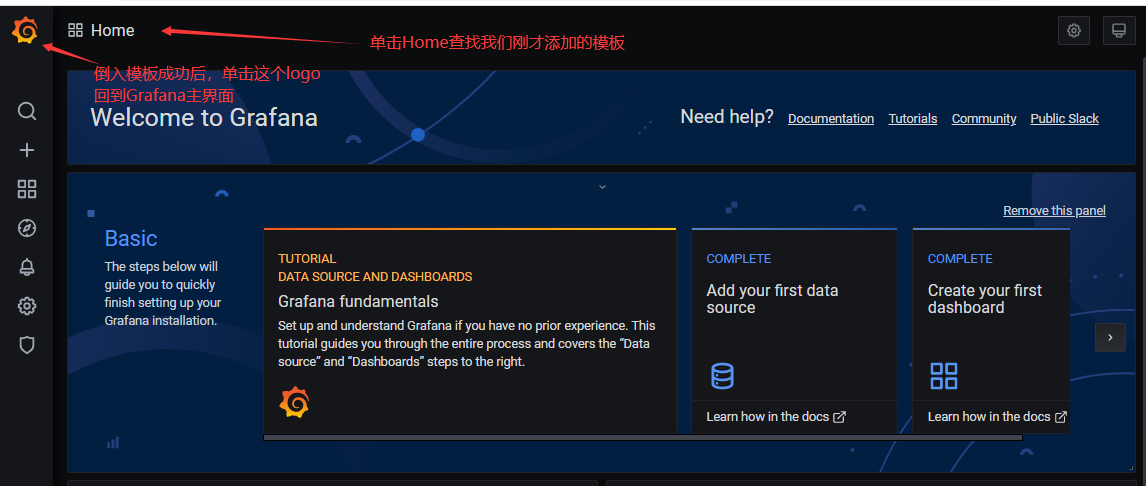 Home
单击Home查找我们刚才添加的模板
倒入模板成功后，单击这个logo
回到Grafana主界面
Welcome to Grafana
Need help?
Documentation
Tutorials
Community
Public Slack
Remove this panel
Basic
The steps below will
guide you to quickly
finish setting up your
Grafana installation.
TUTORIAL
DATA SOURCE AND DASHBOARDS
Grafana fundamentals
Set up and understand Grafana if you have no prior experience. This
tutorial guides you through the entire process and covers the “Data
source” and “Dashboards” steps to the right.
COMPLETE
Add your first data
source
Learn how in the docs
COMPLETE
Create your first
dashboard
Learn how in the docs